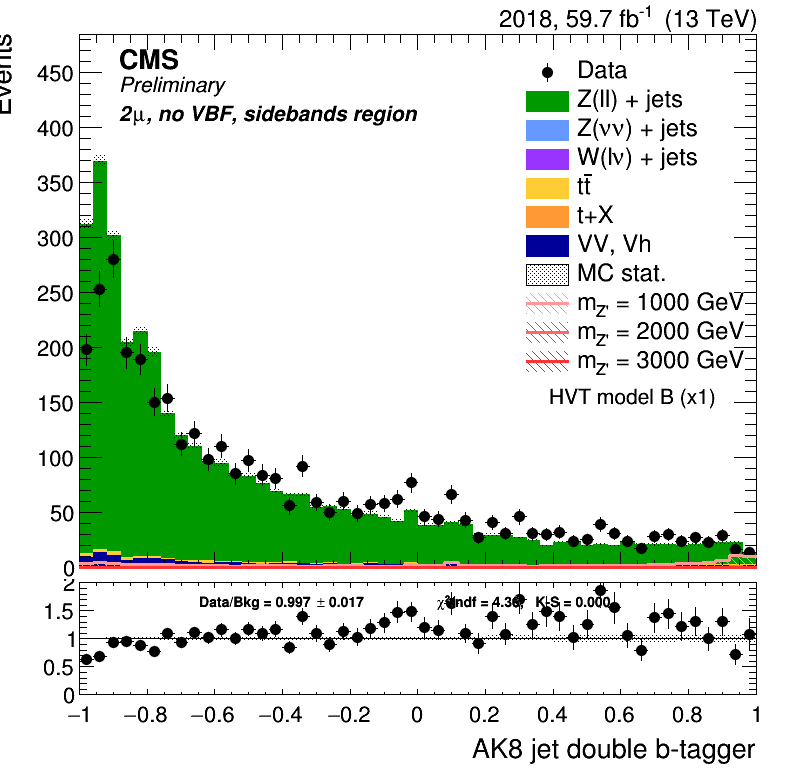 2018, 59.7 fb⁻¹ (13 TeV)
Events
CMS
Preliminary
2μ, no VBF, sidebands region
Data
Z(ll) + jets
Z(νν) + jets
W(lν) + jets
tt̄
t+X
VV, Vh
MC stat.
m_Z' = 1000 GeV
m_Z' = 2000 GeV
m_Z' = 3000 GeV
HVT model B (x1)
450
400
350
300
250
200
150
100
50
0
Data/Bkg = 0.997 ± 0.017 χ²/ndf = 4.36, K-S = 0.000
2
1.5
1
0.5
0
−1 −0.8 −0.6 −0.4 −0.2 0 0.2 0.4 0.6 0.8 1
AK8 jet double b-tagger